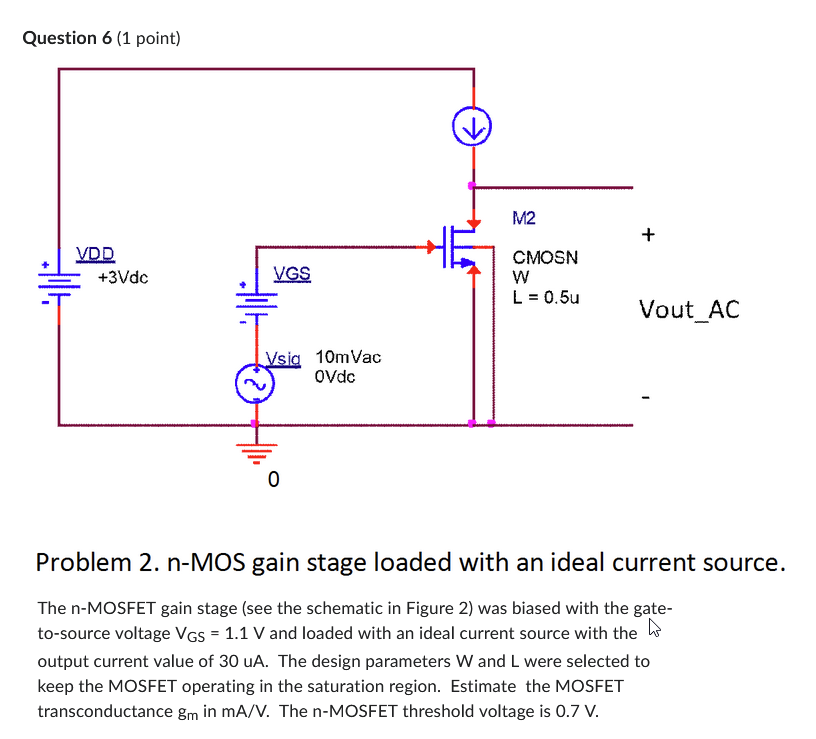 Question 6 (1 point)
M2
VDD
+3Vdc
VGS
CMOSN
W
L = 0.5u
+
Vout_AC
-
Vsig 10mVac
0Vdc
0
Problem 2. n-MOS gain stage loaded with an ideal current source.
The n-MOSFET gain stage (see the schematic in Figure 2) was biased with the gate-
to-source voltage VGS = 1.1 V and loaded with an ideal current source with the
output current value of 30 uA. The design parameters W and L were selected to
keep the MOSFET operating in the saturation region. Estimate the MOSFET
transconductance gm in mA/V. The n-MOSFET threshold voltage is 0.7 V.